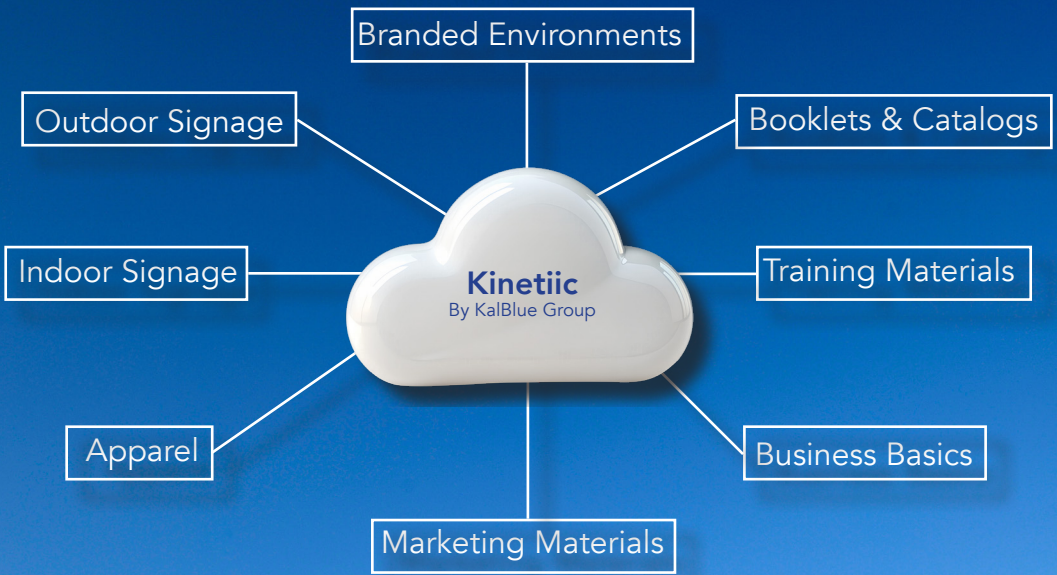 Branded Environments
Outdoor Signage
Booklets & Catalogs
Indoor Signage
Kinetiic
By KalBlue Group
Training Materials
Apparel
Business Basics
Marketing Materials